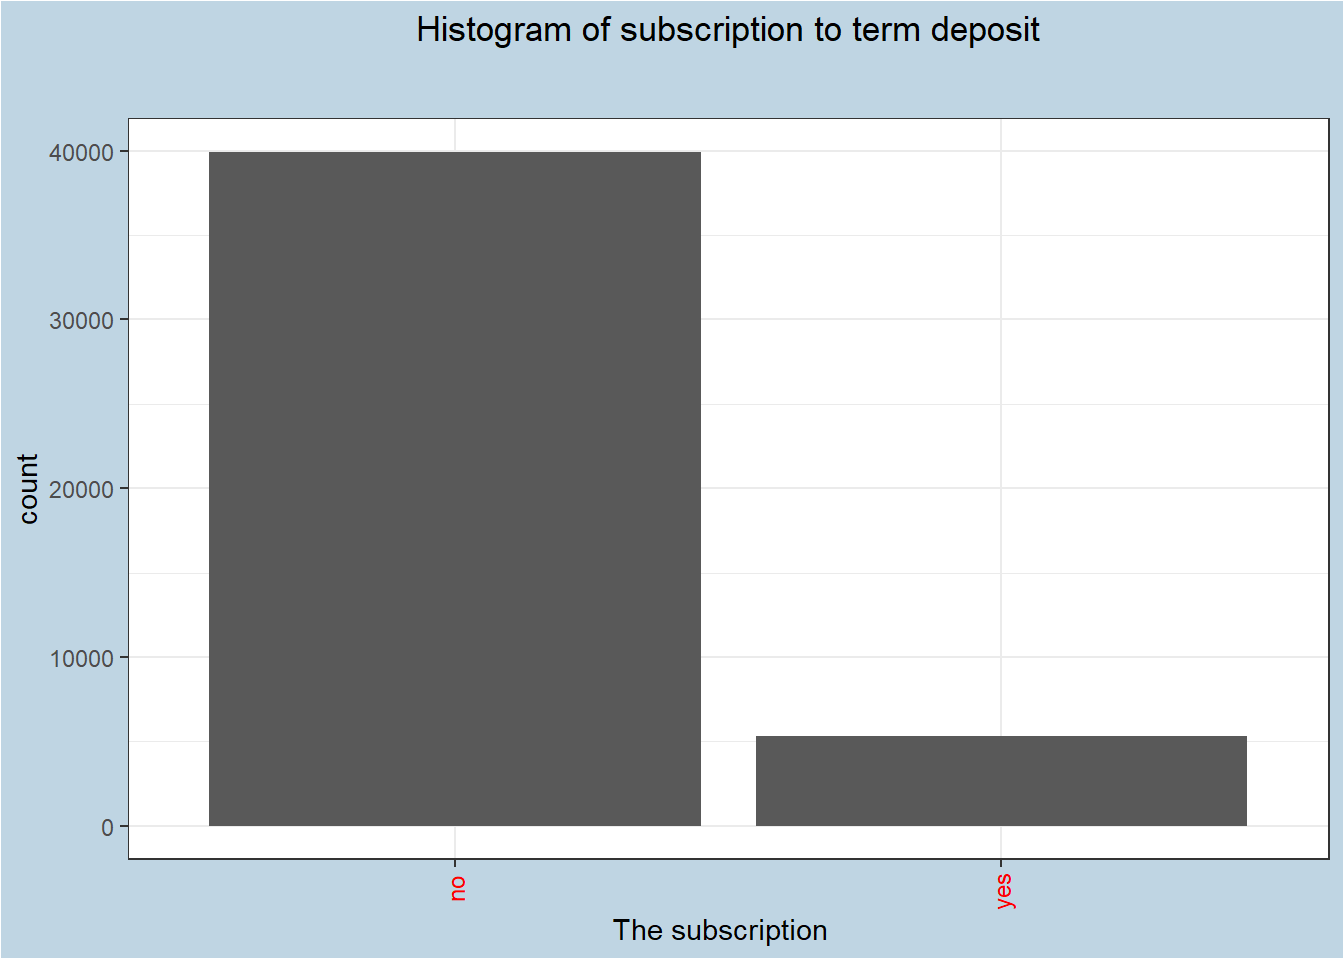 Histogram of subscription to term deposit
40000
30000
20000
10000
0
count
no
yes
The subscription